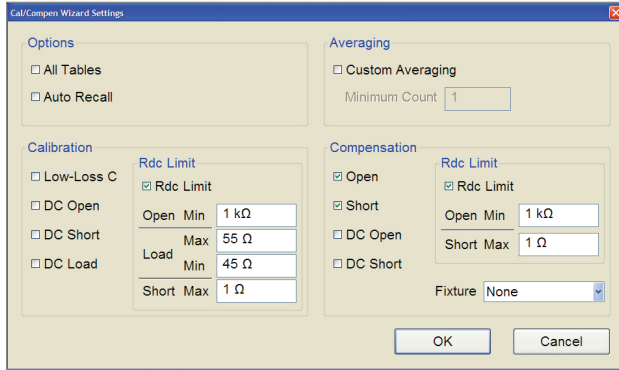 Cal/Compen Wizard Settings
Options
All Tables
Auto Recall
Averaging
Custom Averaging
Minimum Count 1
Calibration
Low-Loss C
DC Open
DC Short
DC Load
Rdc Limit
Rdc Limit
Open Min 1 kΩ
Load
Max 55 Ω
Min 45 Ω
Short Max 1 Ω
Compensation
Open
Short
DC Open
DC Short
Rdc Limit
Rdc Limit
Open Min 1 kΩ
Short Max 1 Ω
Fixture None
OK Cancel